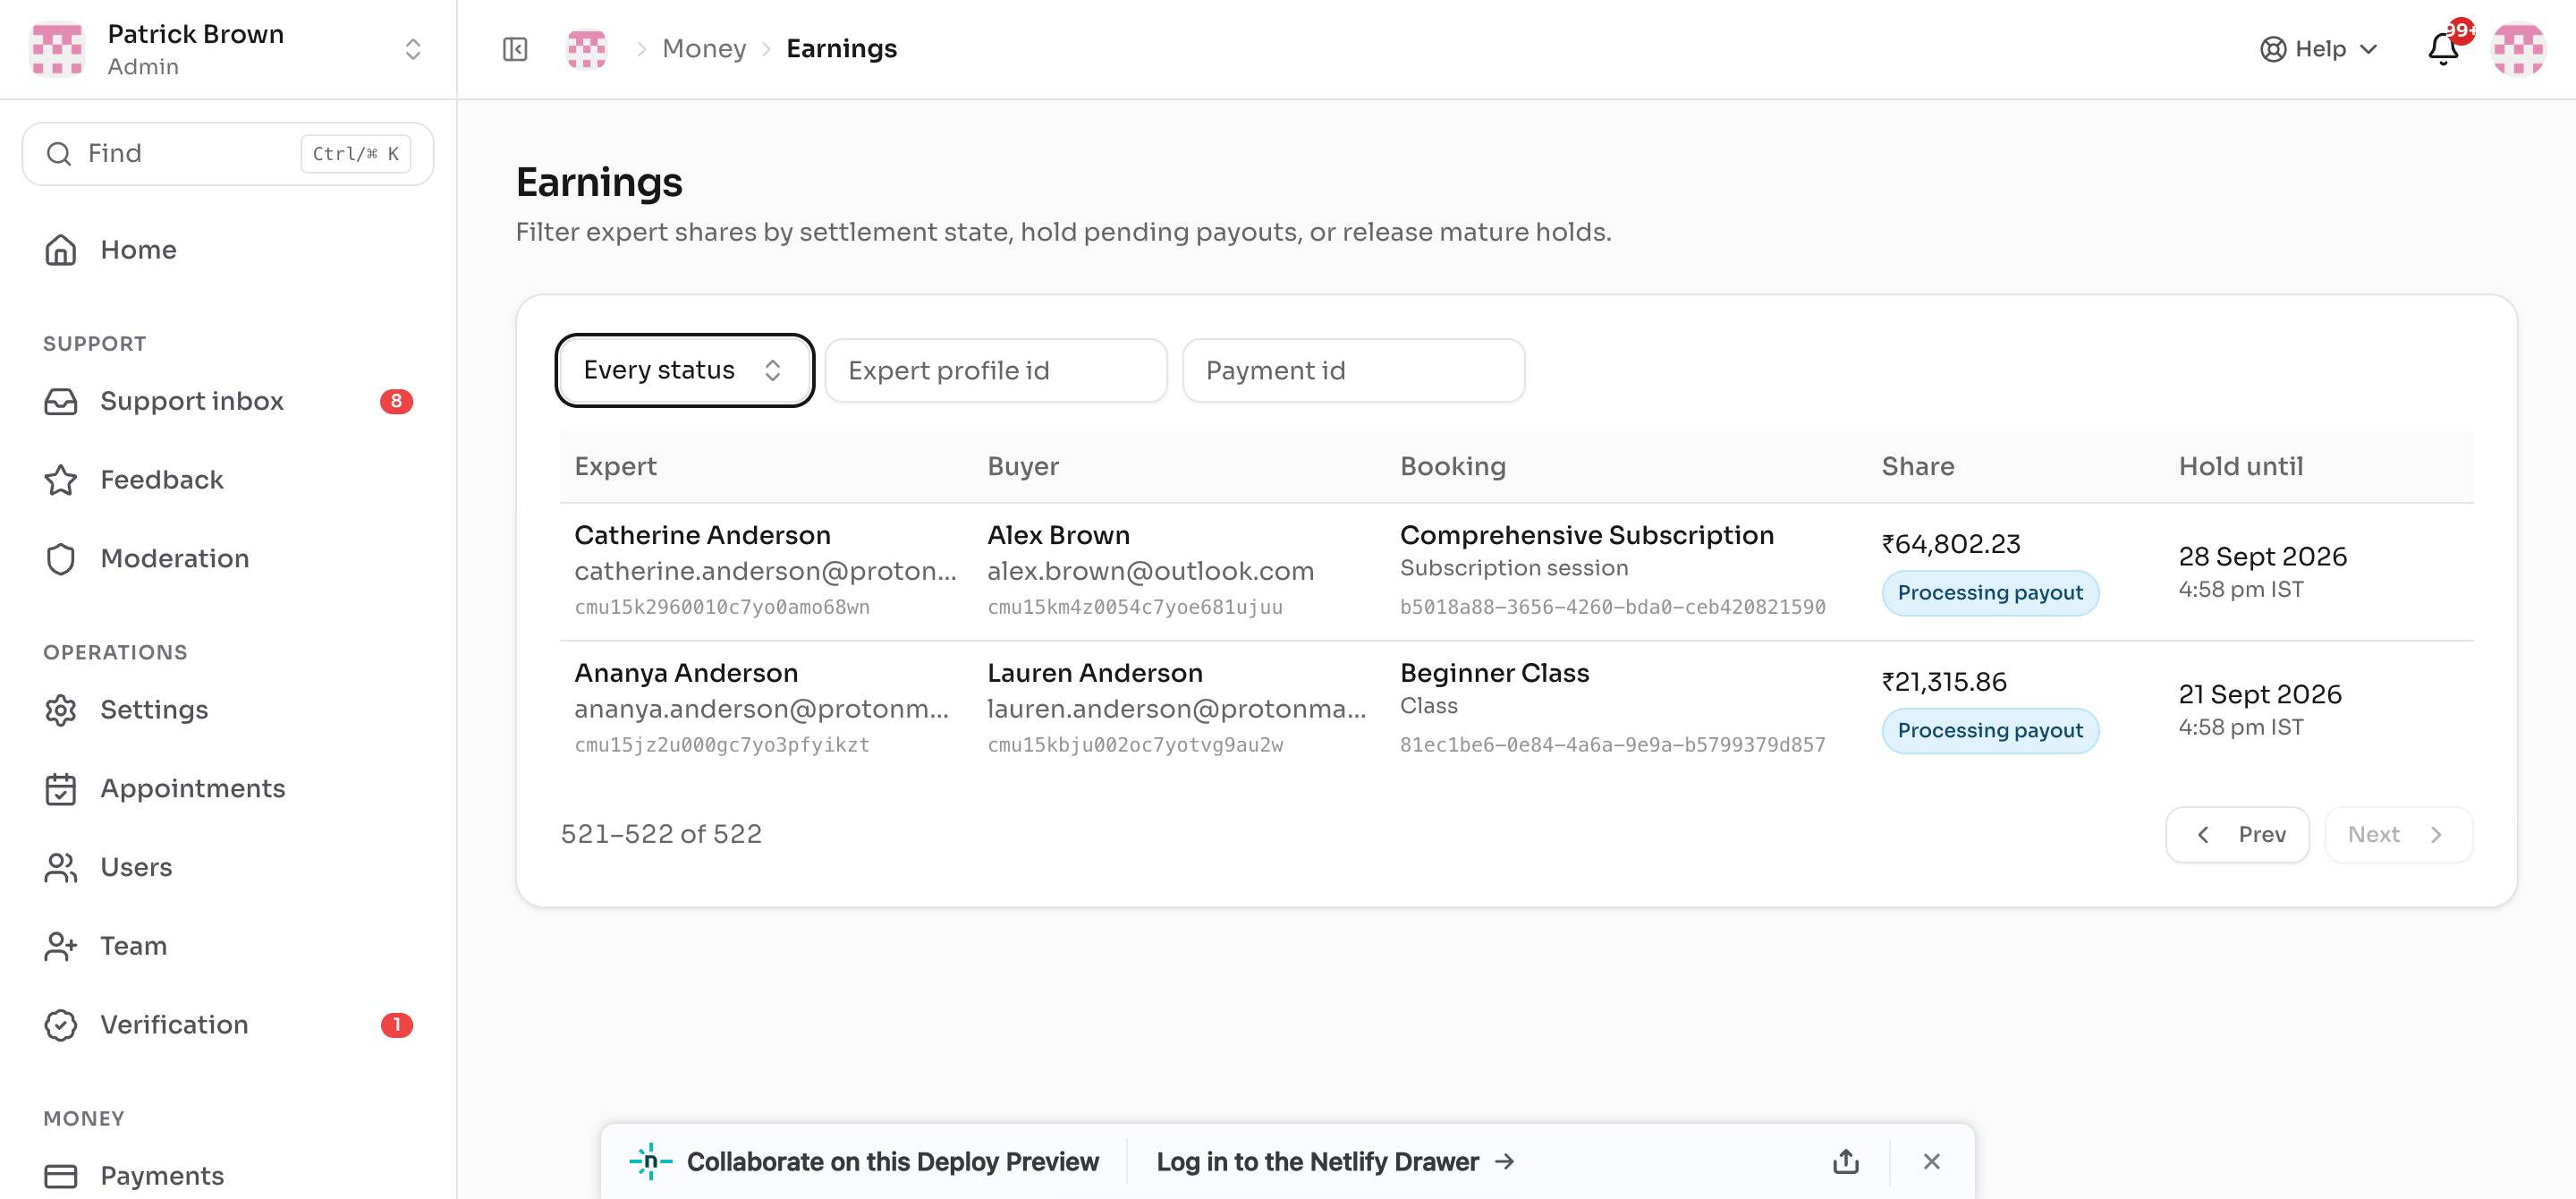 Patrick Brown
Admin
Money
Earnings
Help
99+
Find
Ctrl/⌘ K
Home
SUPPORT
Support inbox
8
Feedback
Moderation
OPERATIONS
Settings
Appointments
Users
Team
Verification
1
MONEY
Payments
Earnings
Filter expert shares by settlement state, hold pending payouts, or release mature holds.
Every status
Expert profile id
Payment id
Expert
Buyer
Booking
Share
Hold until
Catherine Anderson
catherine.anderson@proton...
cmu15k2960010c7yo0amo68wn
Alex Brown
alex.brown@outlook.com
cmu15km4z0054c7yoe681ujuu
Comprehensive Subscription
Subscription session
b5018a88-3656-4260-bda0-ceb420821590
₹64,802.23
Processing payout
28 Sept 2026
4:58 pm IST
Ananya Anderson
ananya.anderson@protonm...
cmu15jz2u000gc7yo3pfyikzt
Lauren Anderson
lauren.anderson@protonma...
cmu15kbju002oc7yotvg9au2w
Beginner Class
Class
81ec1be6-0e84-4a6a-9e9a-b5799379d857
₹21,315.86
Processing payout
21 Sept 2026
4:58 pm IST
521–522 of 522
Prev
Next
Collaborate on this Deploy Preview
Log in to the Netlify Drawer →